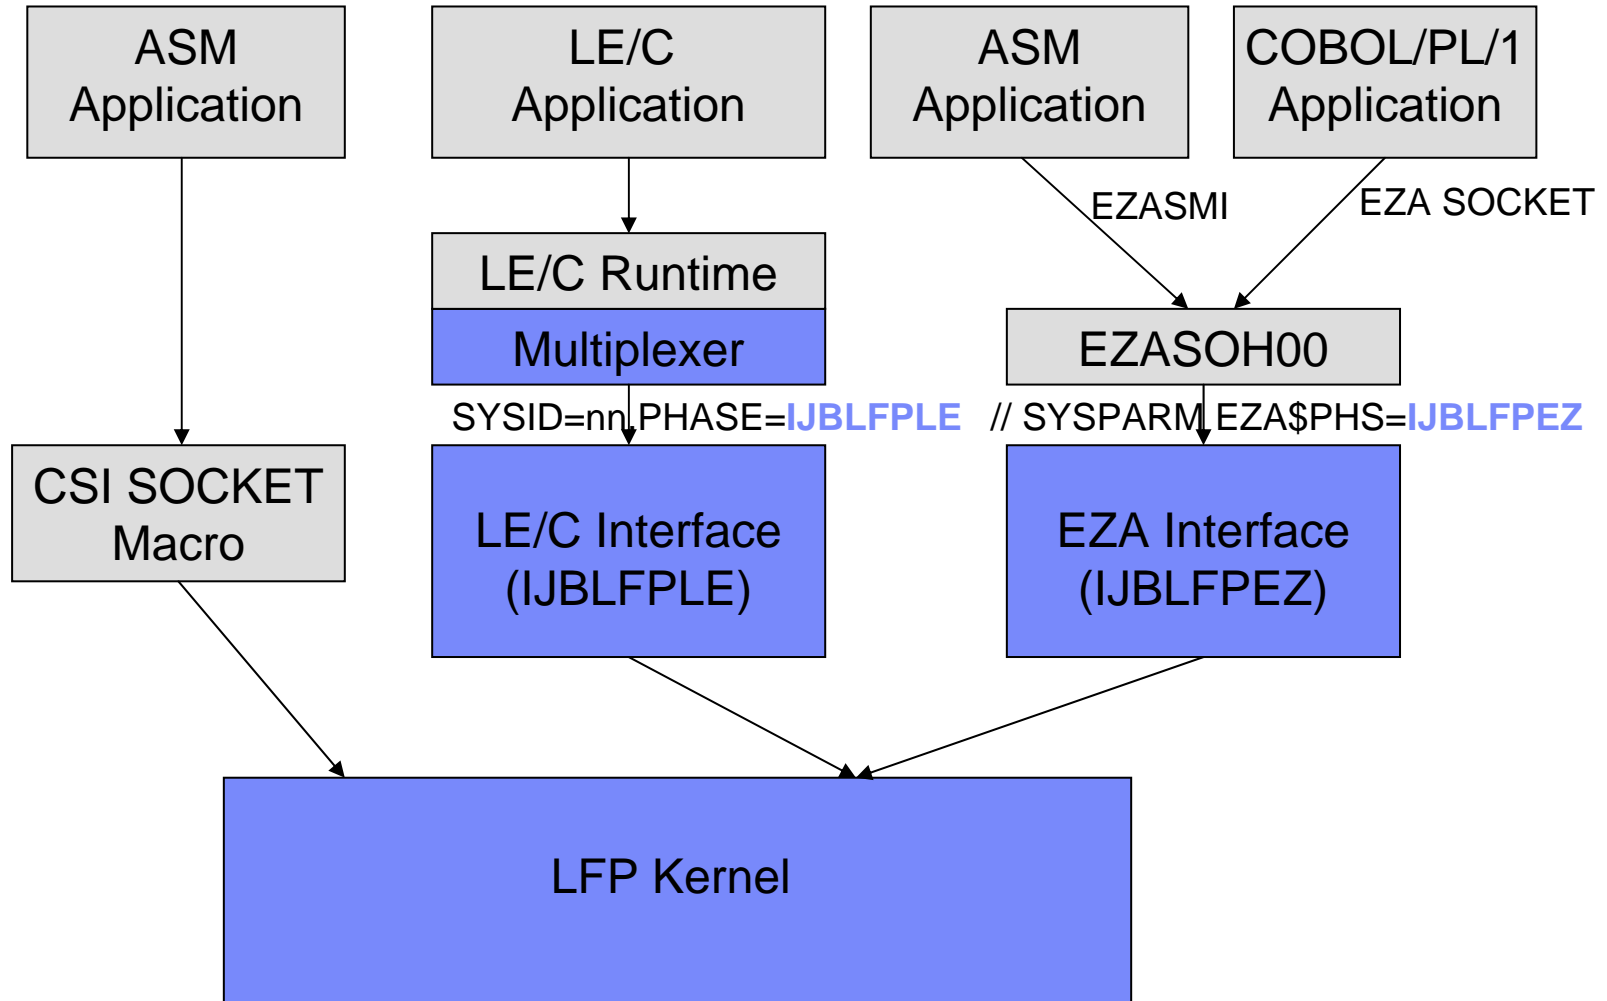 ASM
Application
LE/C
Application
ASM
Application
COBOL/PL/1
Application
EZASMI
EZA SOCKET
LE/C Runtime
Multiplexer
EZASOH00
SYSID=nn,PHASE=IJBLFPLE
// SYSPARM EZA$PHS=IJBLFPEZ
CSI SOCKET
Macro
LE/C Interface
(IJBLFPLE)
EZA Interface
(IJBLFPEZ)
LFP Kernel